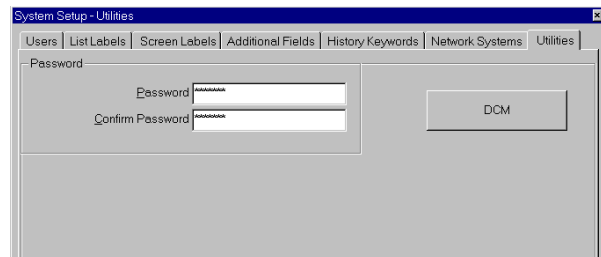 System Setup - Utilities
Users List Labels Screen Labels Additional Fields History Keywords Network Systems Utilities
Password
Password *******
DCM
Confirm Password *******